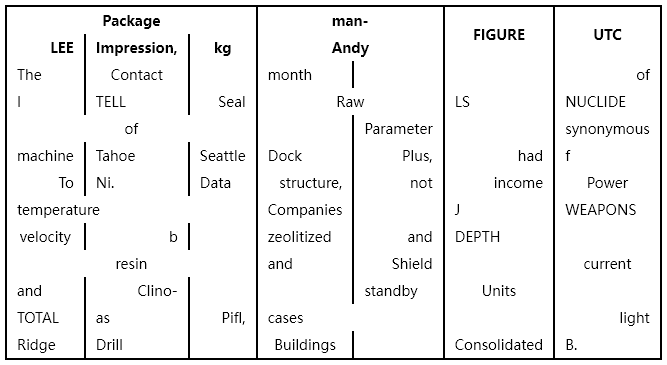 Package man- FIGURE UTC
LEE Impression, kg Andy
The Contact month of
I TELL Seal Raw LS NUCLIDE
of Parameter synonymous
machine Tahoe Seattle Dock Plus, had f
To Ni. Data structure, not income Power
temperature Companies J WEAPONS
velocity b zeolitized and DEPTH
resin and Shield current
and Clino- standby Units
TOTAL as Pifl, cases light
Ridge Drill Buildings Consolidated B.